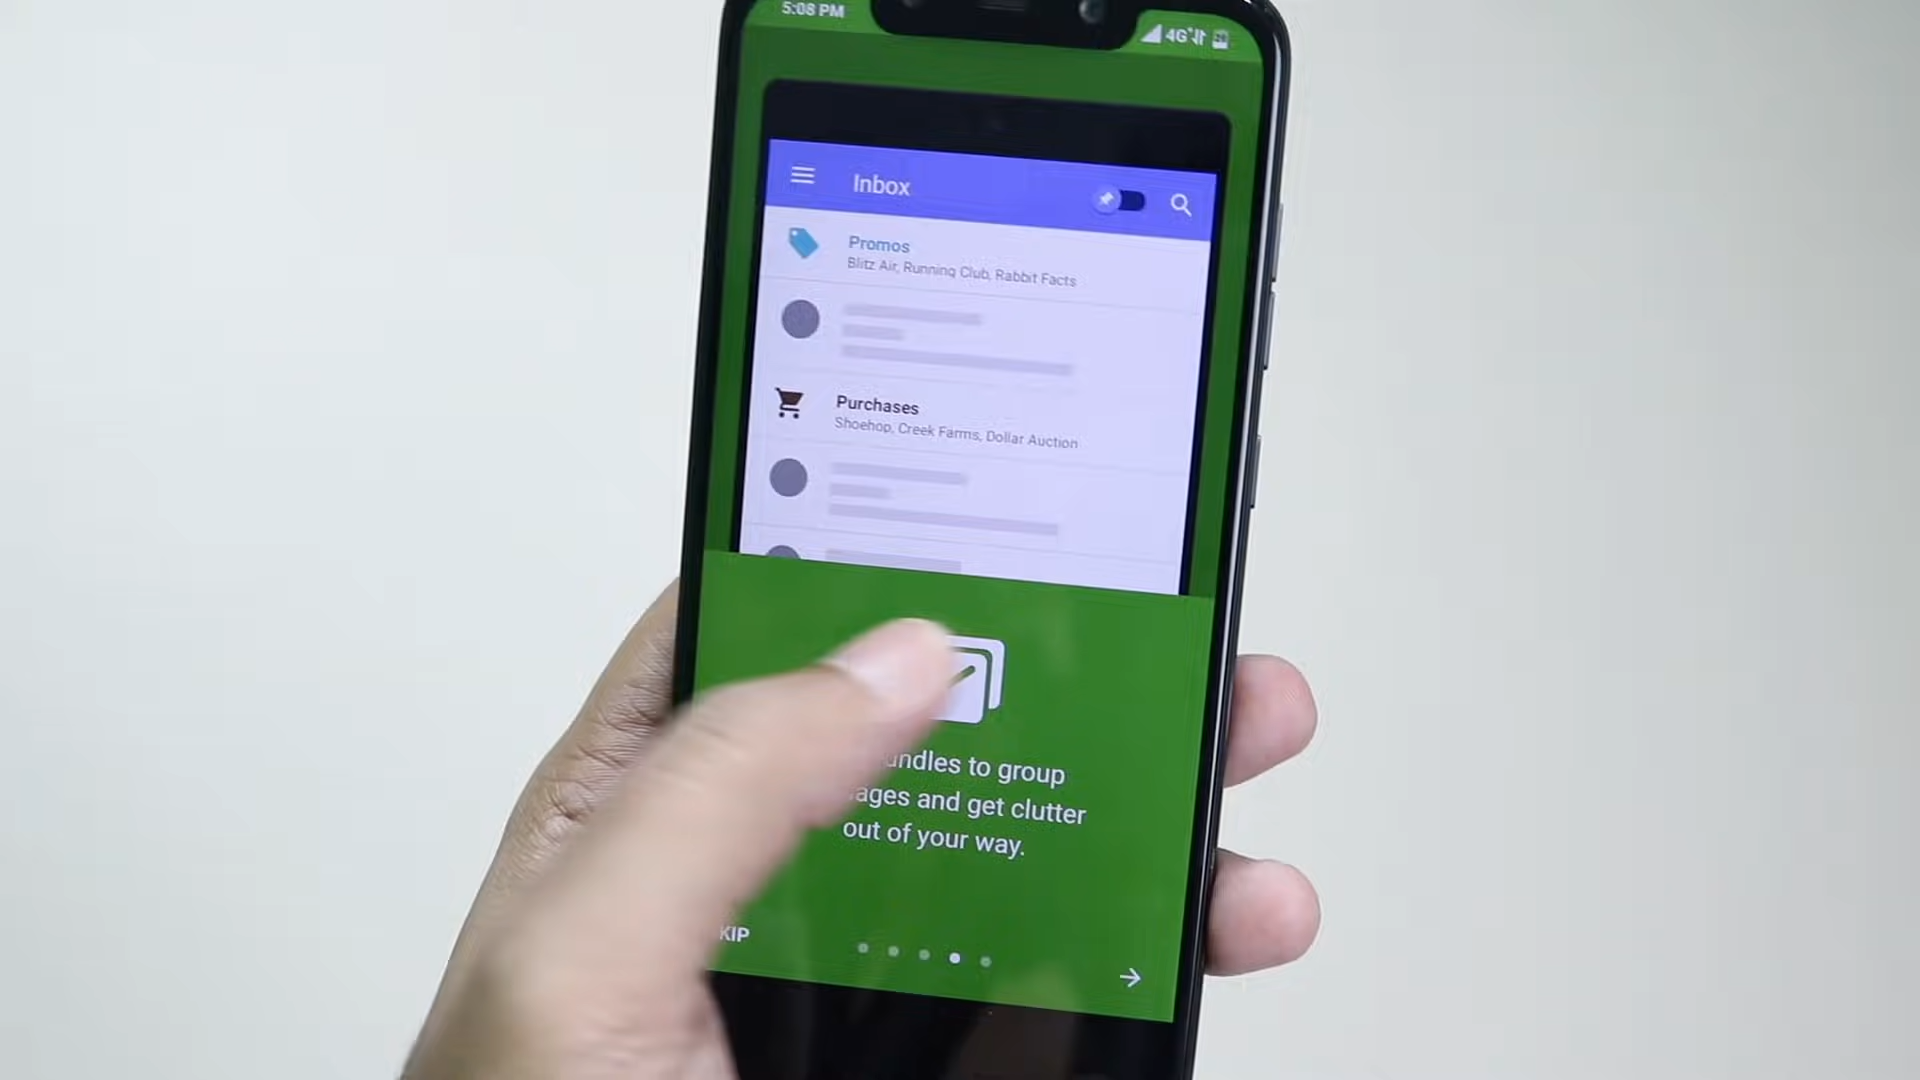 5:08 PM
4G
Inbox
Promos
Blitz Air, Running Club, Rabbit Facts
Purchases
Shoehop, Creek Farms, Dollar Auction
undles to group
ages and get clutter
out of your way.
KIP